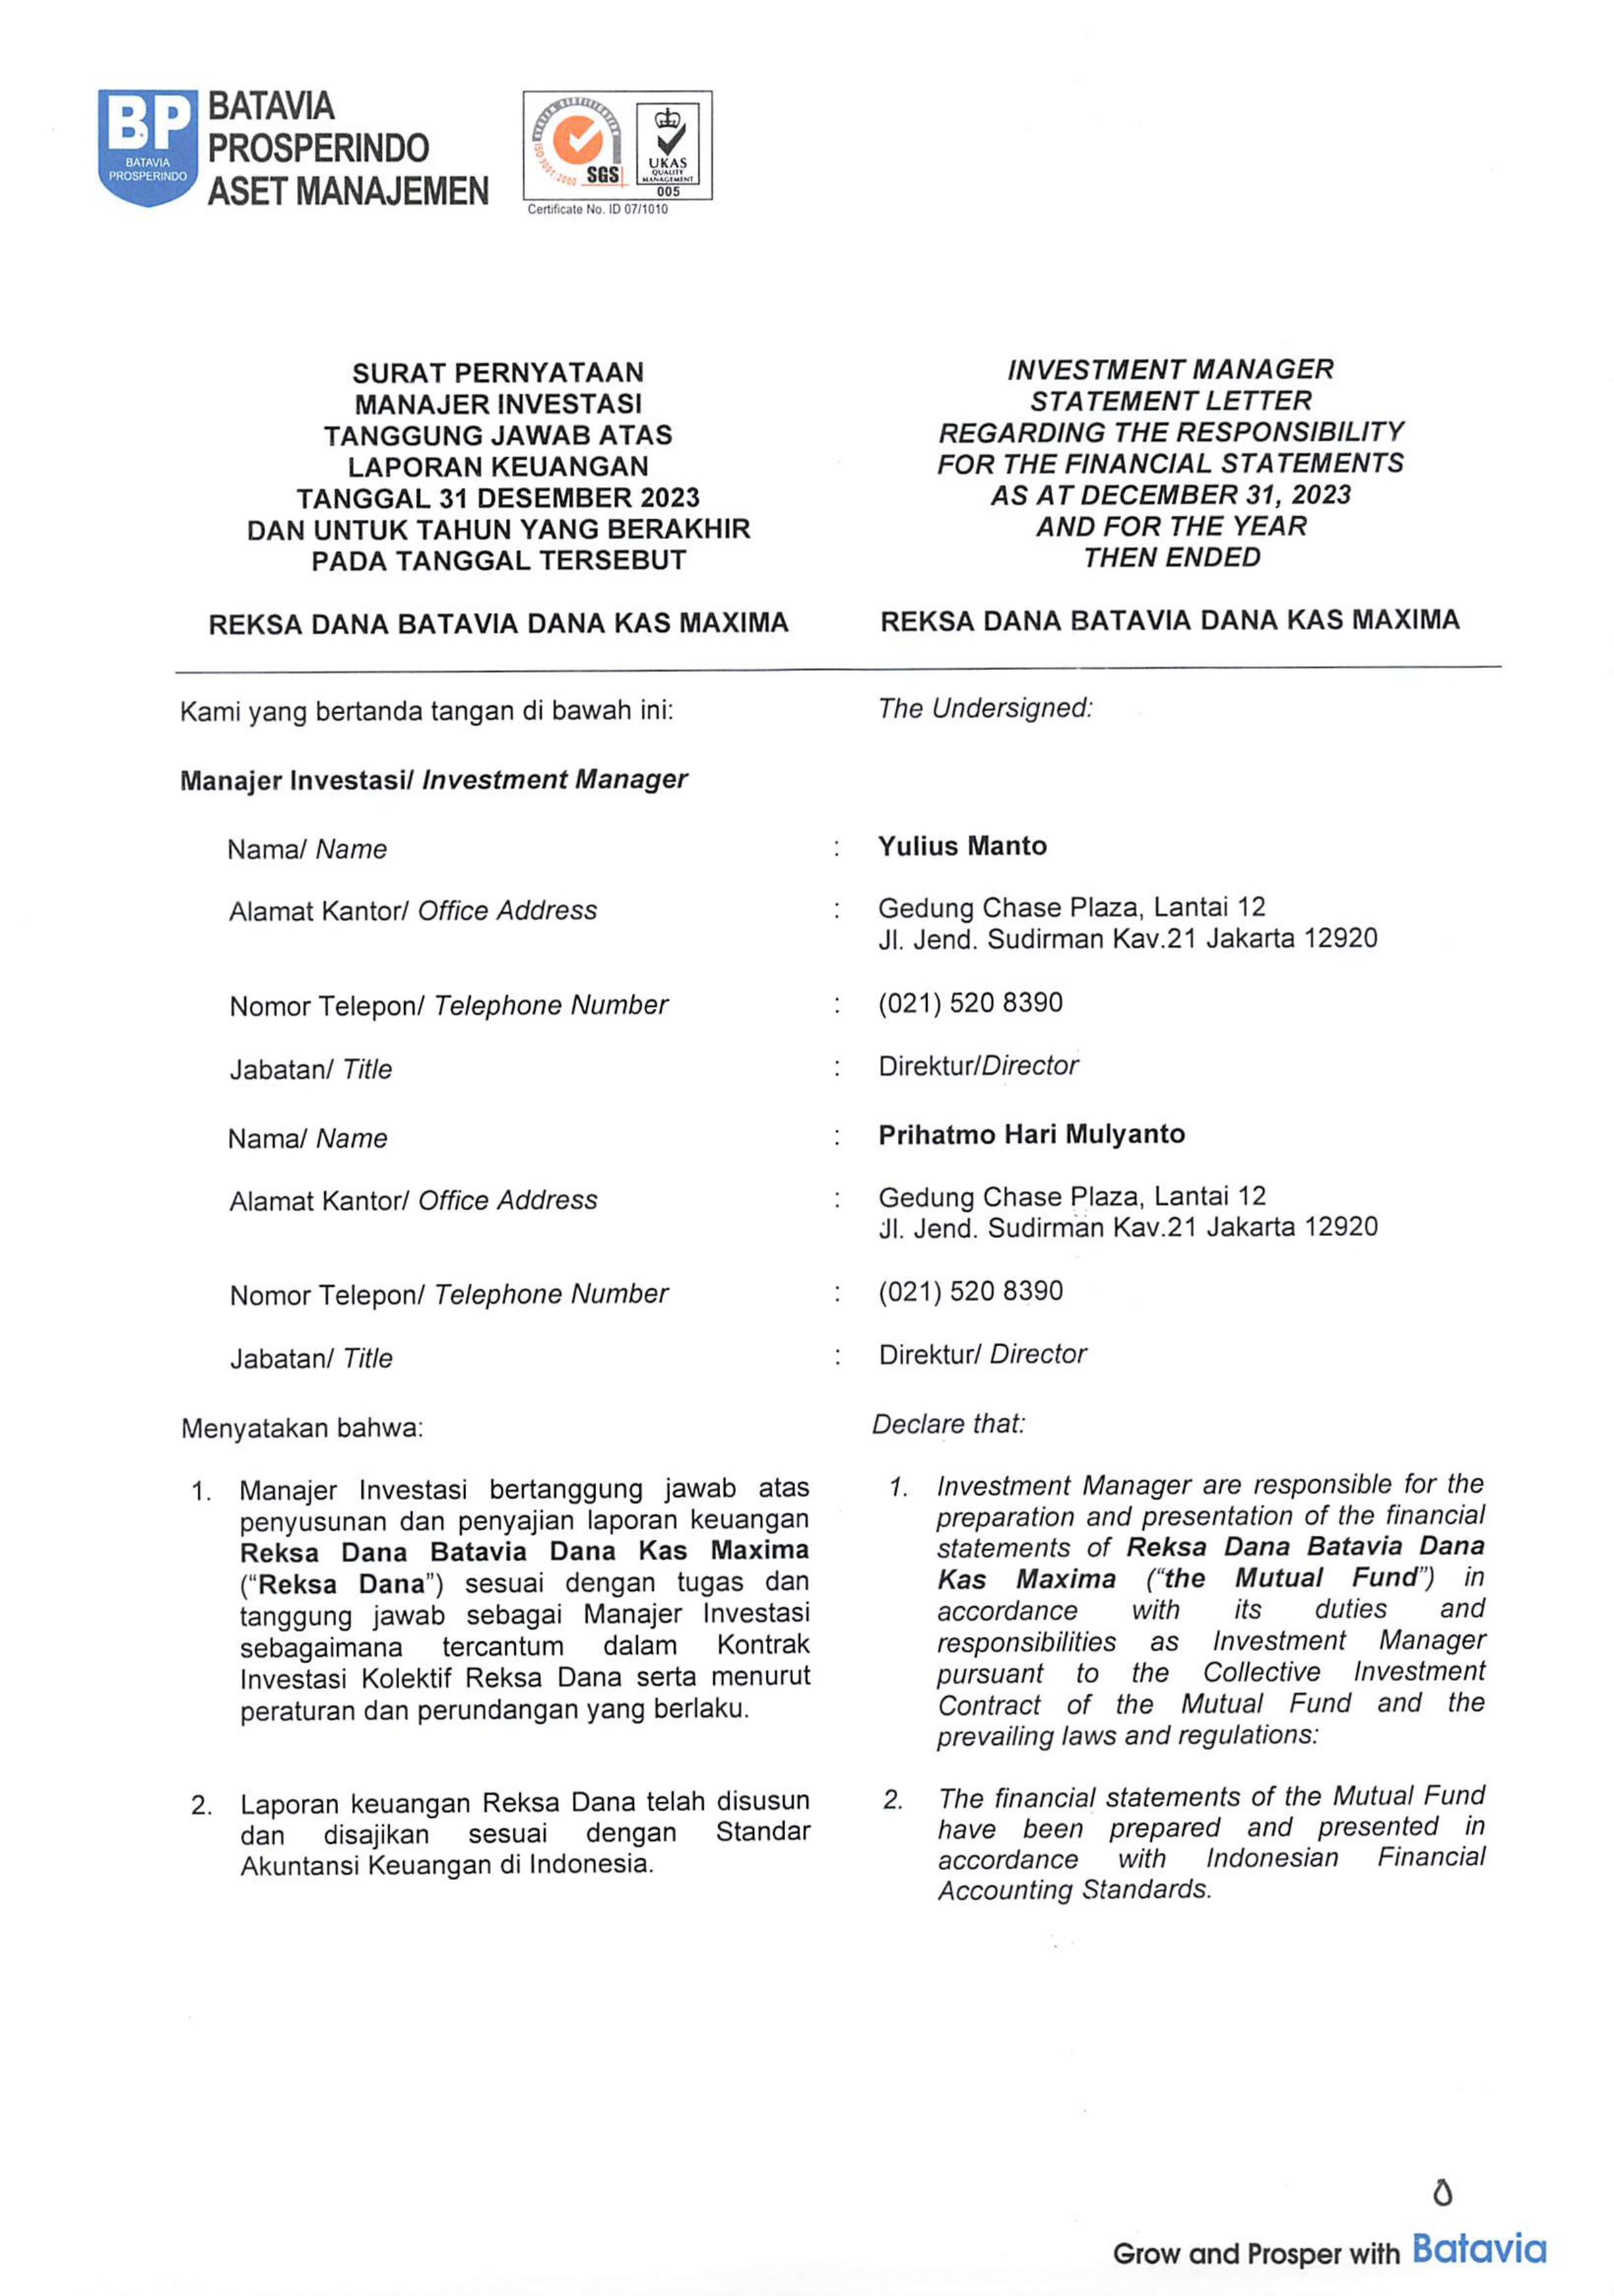 BP
BATAVIA
PROSPERINDO
BATAVIA
PROSPERINDO
ASET MANAJEMEN
SYSTEM CERTIFICATION
ISO 9001:2000
SGS
UKAS
QUALITY
MANAGEMENT
005
Certificate No. ID 07/1010
SURAT PERNYATAAN
MANAJER INVESTASI
TANGGUNG JAWAB ATAS
LAPORAN KEUANGAN
TANGGAL 31 DESEMBER 2023
DAN UNTUK TAHUN YANG BERAKHIR
PADA TANGGAL TERSEBUT
REKSA DANA BATAVIA DANA KAS MAXIMA
INVESTMENT MANAGER
STATEMENT LETTER
REGARDING THE RESPONSIBILITY
FOR THE FINANCIAL STATEMENTS
AS AT DECEMBER 31, 2023
AND FOR THE YEAR
THEN ENDED
REKSA DANA BATAVIA DANA KAS MAXIMA
Kami yang bertanda tangan di bawah ini:
The Undersigned:
Manajer Investasi/ Investment Manager
Nama/ Name : Yulius Manto
Alamat Kantor/ Office Address : Gedung Chase Plaza, Lantai 12
Jl. Jend. Sudirman Kav.21 Jakarta 12920
Nomor Telepon/ Telephone Number : (021) 520 8390
Jabatan/ Title : Direktur/Director
Nama/ Name : Prihatmo Hari Mulyanto
Alamat Kantor/ Office Address : Gedung Chase Plaza, Lantai 12
Jl. Jend. Sudirman Kav.21 Jakarta 12920
Nomor Telepon/ Telephone Number : (021) 520 8390
Jabatan/ Title : Direktur/ Director
Menyatakan bahwa:
1. Manajer Investasi bertanggung jawab atas
penyusunan dan penyajian laporan keuangan
Reksa Dana Batavia Dana Kas Maxima
(“Reksa Dana”) sesuai dengan tugas dan
tanggung jawab sebagai Manajer Investasi
sebagaimana tercantum dalam Kontrak
Investasi Kolektif Reksa Dana serta menurut
peraturan dan perundangan yang berlaku.
2. Laporan keuangan Reksa Dana telah disusun
dan disajikan sesuai dengan Standar
Akuntansi Keuangan di Indonesia.
Declare that:
1. Investment Manager are responsible for the
preparation and presentation of the financial
statements of Reksa Dana Batavia Dana
Kas Maxima (“the Mutual Fund”) in
accordance with its duties and
responsibilities as Investment Manager
pursuant to the Collective Investment
Contract of the Mutual Fund and the
prevailing laws and regulations:
2. The financial statements of the Mutual Fund
have been prepared and presented in
accordance with Indonesian Financial
Accounting Standards.
Grow and Prosper with Batavia